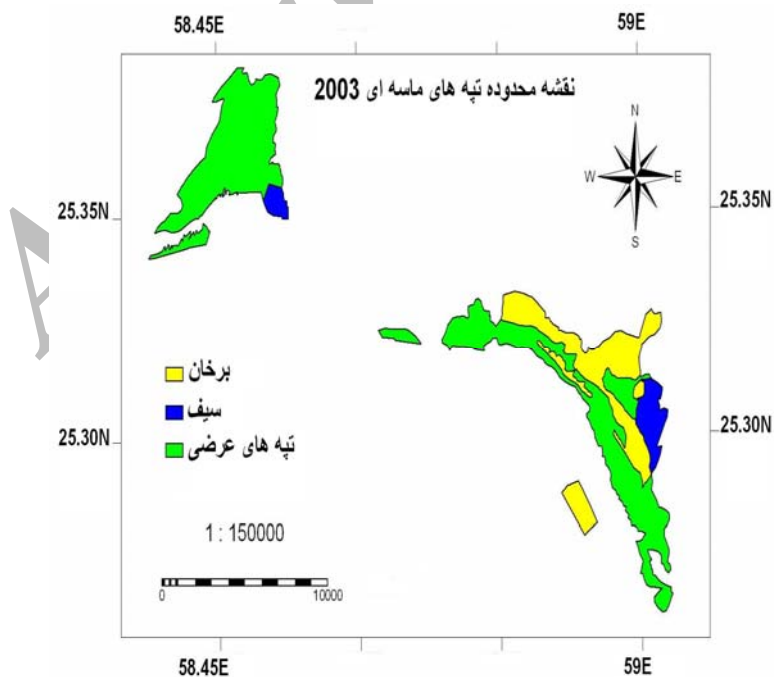 58.45E 59E
نقشه محدوده تپه های ماسه ای 2003
N
W E
S
25.35N 25.35N
برخان
سیف
تپه های عرضی
25.30N 25.30N
1 : 150000
0 10000
58.45E 59E
A